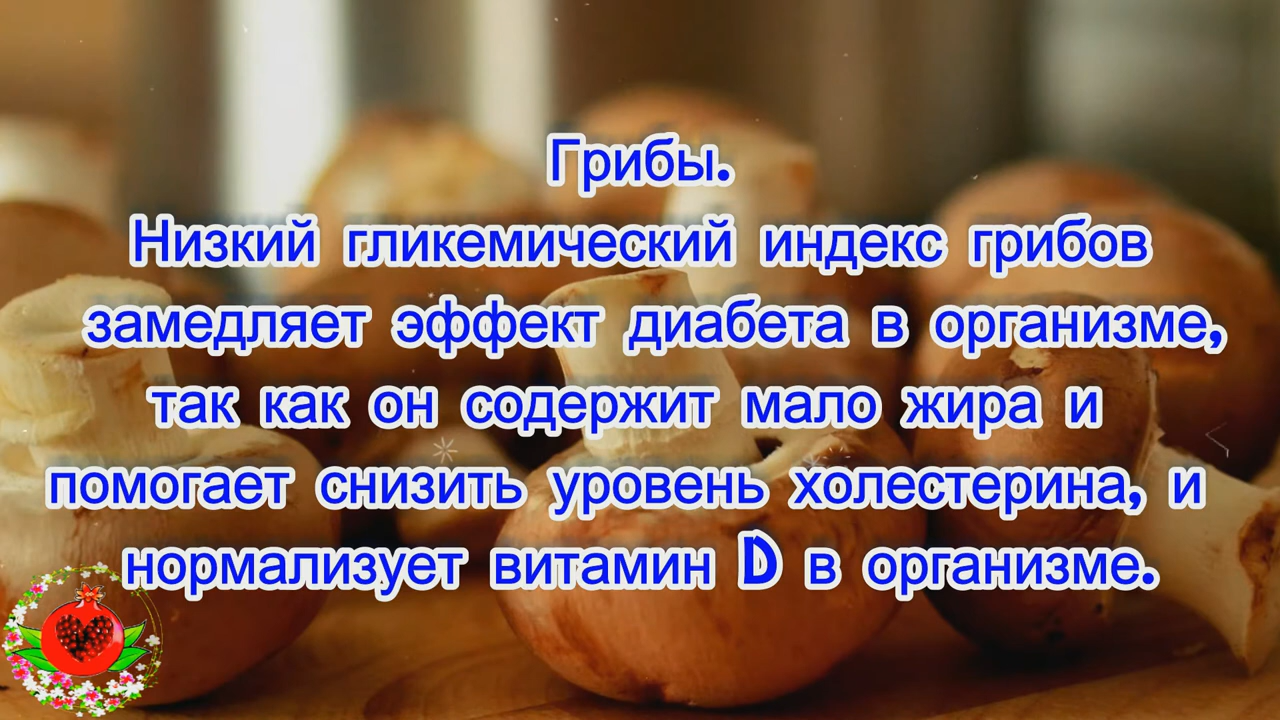 Грибы.
Низкий гликемический индекс грибов
замедляет эффект диабета в организме,
так как он содержит мало жира и
помогает снизить уровень холестерина, и
нормализует витамин D в организме.